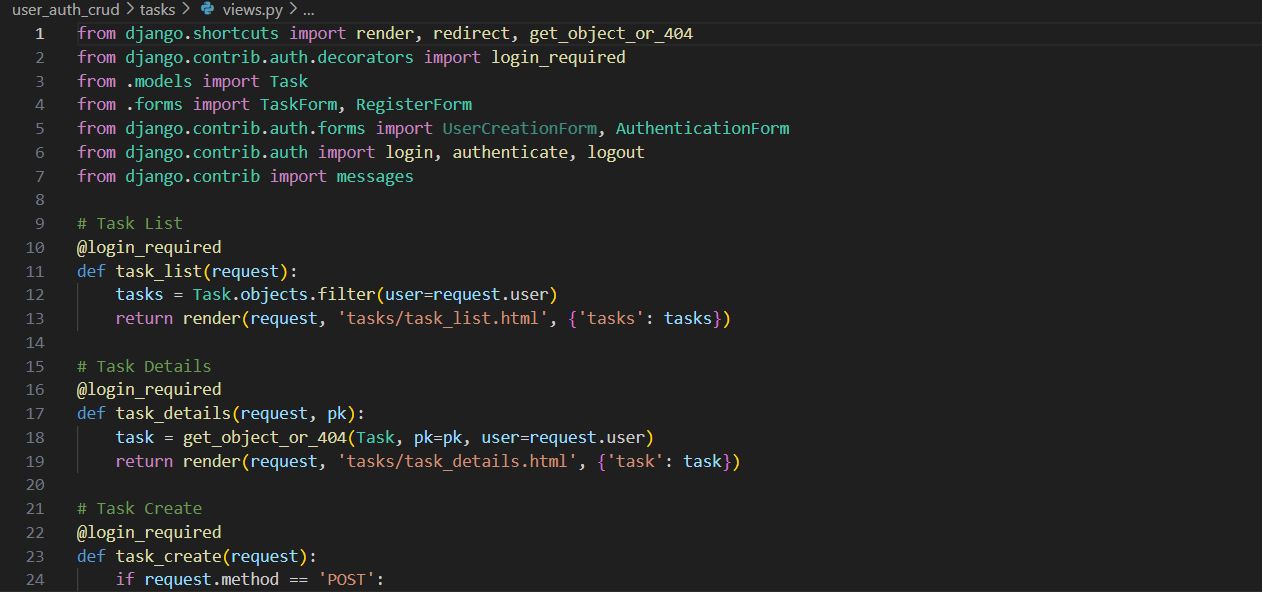 user_auth_crud > tasks > views.py > ...
1 from django.shortcuts import render, redirect, get_object_or_404
2 from django.contrib.auth.decorators import login_required
3 from .models import Task
4 from .forms import TaskForm, RegisterForm
5 from django.contrib.auth.forms import UserCreationForm, AuthenticationForm
6 from django.contrib.auth import login, authenticate, logout
7 from django.contrib import messages
8
9 # Task List
10 @login_required
11 def task_list(request):
12     tasks = Task.objects.filter(user=request.user)
13     return render(request, 'tasks/task_list.html', {'tasks': tasks})
14
15 # Task Details
16 @login_required
17 def task_details(request, pk):
18     task = get_object_or_404(Task, pk=pk, user=request.user)
19     return render(request, 'tasks/task_details.html', {'task': task})
20
21 # Task Create
22 @login_required
23 def task_create(request):
24     if request.method == 'POST':